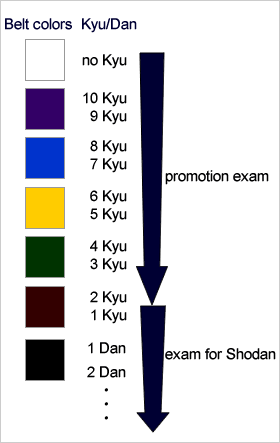 Belt colors Kyu/Dan
no Kyu
10 Kyu
9 Kyu
8 Kyu
7 Kyu
promotion exam
6 Kyu
5 Kyu
4 Kyu
3 Kyu
2 Kyu
1 Kyu
1 Dan
exam for Shodan
2 Dan